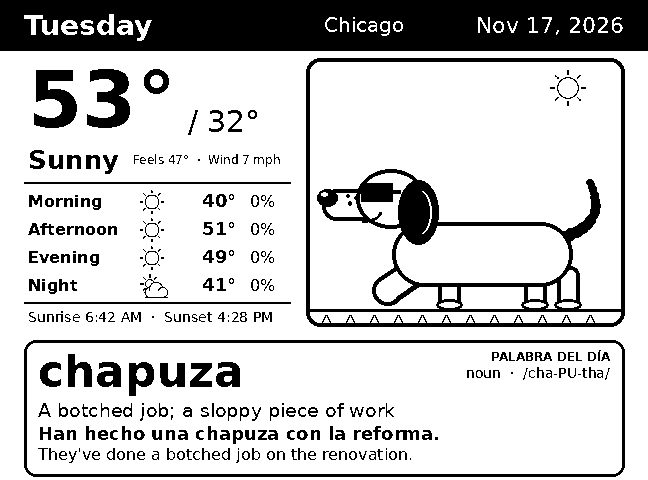 Tuesday Chicago Nov 17, 2026
53° / 32°
Sunny Feels 47° · Wind 7 mph
Morning 40° 0%
Afternoon 51° 0%
Evening 49° 0%
Night 41° 0%
Sunrise 6:42 AM · Sunset 4:28 PM
chapuza
PALABRA DEL DÍA
noun · /cha-PU-tha/
A botched job; a sloppy piece of work
Han hecho una chapuza con la reforma.
They've done a botched job on the renovation.